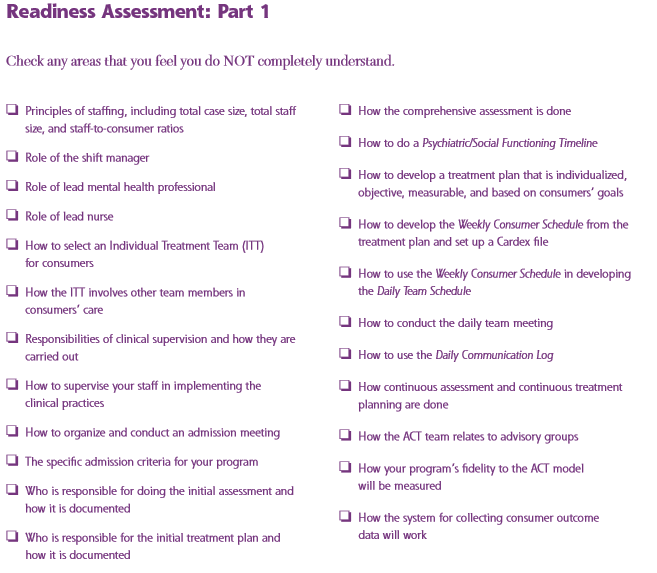 Readiness Assessment: Part 1
Check any areas that you feel you do NOT completely understand.
❏ Principles of staffing, including total case size, total staff
size, and staff-to-consumer ratios
❏ Role of the shift manager
❏ Role of lead mental health professional
❏ Role of lead nurse
❏ How to select an Individual Treatment Team (ITT)
for consumers
❏ How the ITT involves other team members in
consumers’ care
❏ Responsibilities of clinical supervision and how they are
carried out
❏ How to supervise your staff in implementing the
clinical practices
❏ How to organize and conduct an admission meeting
❏ The specific admission criteria for your program
❏ Who is responsible for doing the initial assessment and
how it is documented
❏ Who is responsible for the initial treatment plan and
how it is documented
❏ How the comprehensive assessment is done
❏ How to do a Psychiatric/Social Functioning Timeline
❏ How to develop a treatment plan that is individualized,
objective, measurable, and based on consumers’ goals
❏ How to develop the Weekly Consumer Schedule from the
treatment plan and set up a Cardex file
❏ How to use the Weekly Consumer Schedule in developing
the Daily Team Schedule
❏ How to conduct the daily team meeting
❏ How to use the Daily Communication Log
❏ How continuous assessment and continuous treatment
planning are done
❏ How the ACT team relates to advisory groups
❏ How your program’s fidelity to the ACT model
will be measured
❏ How the system for collecting consumer outcome
data will work